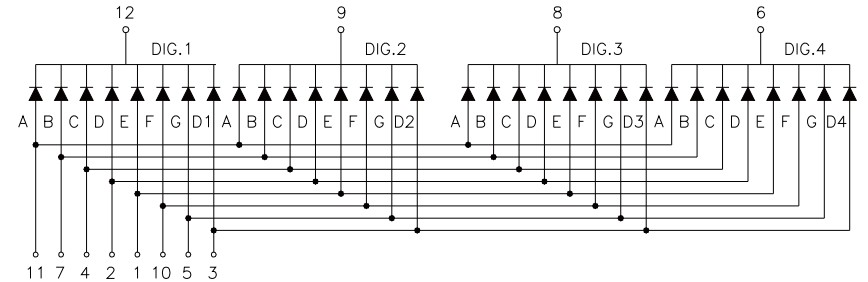 12 9 8 6
DIG.1 DIG.2 DIG.3 DIG.4
A B C D E F G D1 A B C D E F G D2 A B C D E F G D3 A B C D E F G D4
11 7 4 2 1 10 5 3